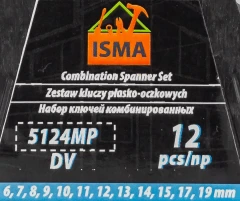 ISMA
Combination Spanner Set
Zestaw kluczy płasko-oczkowych
Набор ключей комбинированных
5124MP
DV
12
pcs/пр
6, 7, 8, 9, 10, 11, 12, 13, 14, 15, 17, 19 mm